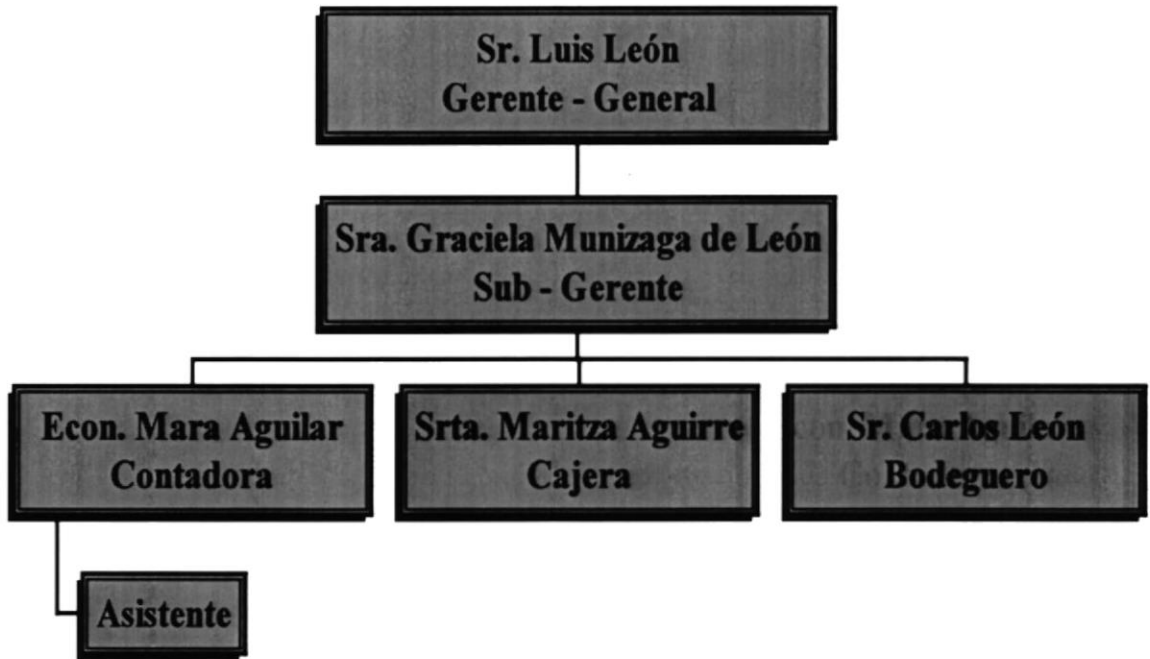 Sr. Luis León
Gerente - General
Sra. Graciela Munizaga de León
Sub - Gerente
Econ. Mara Aguilar
Contadora
Srta. Maritza Aguirre
Cajera
Sr. Carlos León
Bodeguero
Asistente